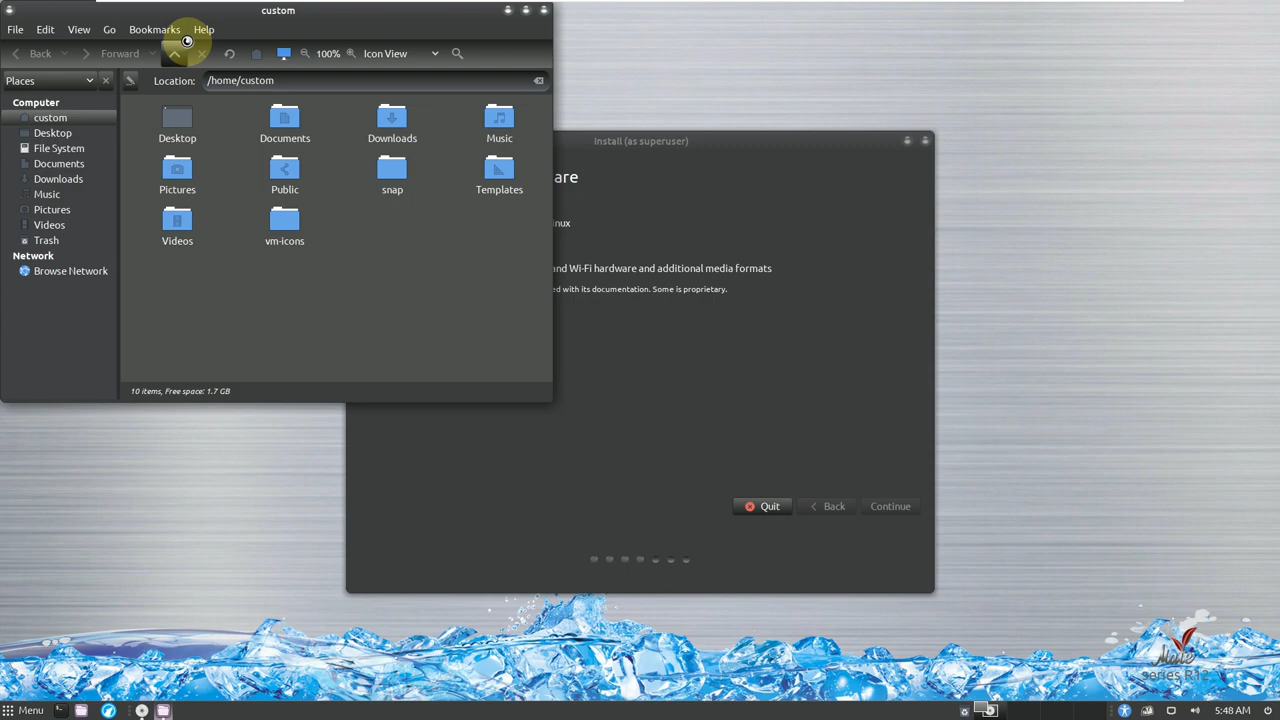 custom
File Edit View Go Bookmarks Help
Back Forward 100% Icon View
Places Location: /home/custom
Computer
custom
Desktop
File System
Documents
Downloads
Music
Pictures
Videos
Trash
Network
Browse Network
Desktop Documents Downloads Music
Pictures Public snap Templates
Videos vm-icons
10 items, Free space: 1.7 GB
Install (as superuser)
are
inux
and Wi-Fi hardware and additional media formats
ed with its documentation. Some is proprietary.
Quit Back Continue
series R12
Menu 5:48 AM